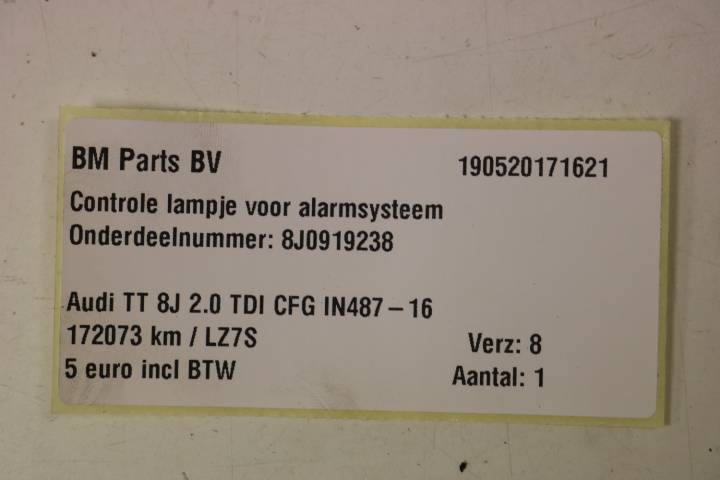 BM Parts BV 190520171621
Controle lampje voor alarmsysteem
Onderdeelnummer: 8J0919238
Audi TT 8J 2.0 TDI CFG IN487-16
172073 km / LZ7S Verz: 8
5 euro incl BTW Aantal: 1